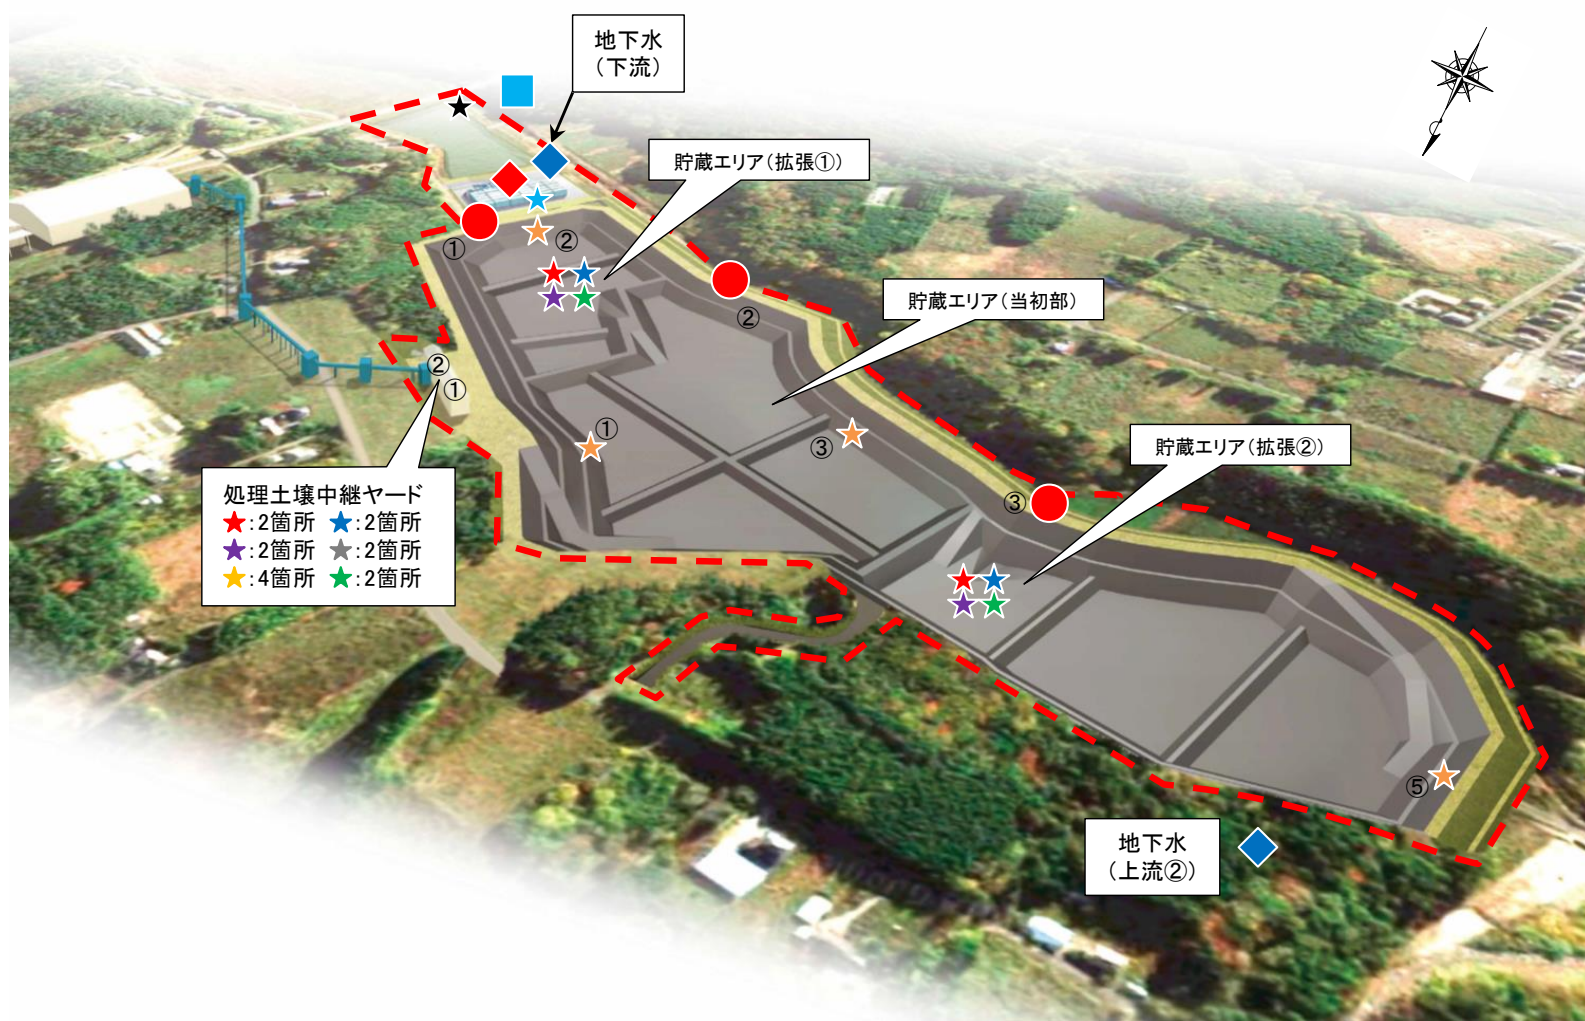 地下水
（下流）
貯蔵エリア（拡張①）
①
②
②
貯蔵エリア（当初部）
②
①
①
③
貯蔵エリア（拡張②）
処理土壌中継ヤード
★：2箇所 ★：2箇所
★：2箇所 ★：2箇所
★：4箇所 ★：2箇所
③
⑤
地下水
（上流②）